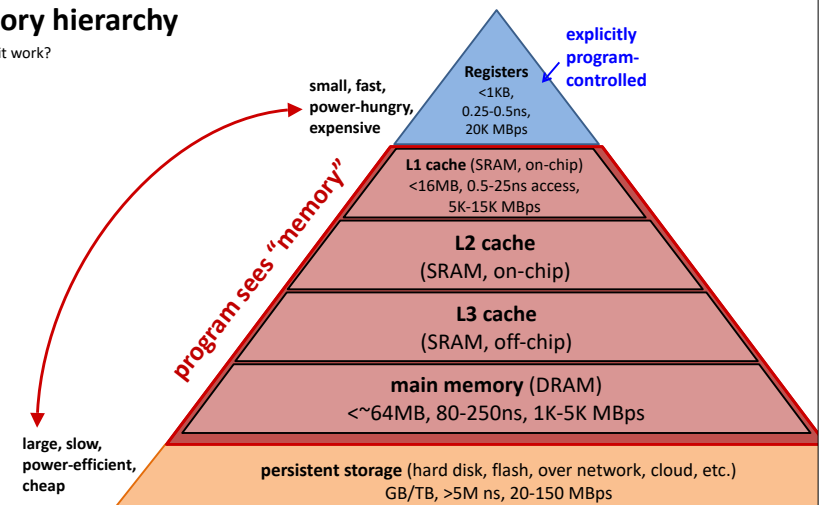 ory hierarchy
it work?
explicitly
program-
controlled
small, fast,
power-hungry,
expensive
Registers
<1KB,
0.25-0.5ns,
20K MBps
L1 cache (SRAM, on-chip)
<16MB, 0.5-25ns access,
5K-15K MBps
program sees “memory”
L2 cache
(SRAM, on-chip)
L3 cache
(SRAM, off-chip)
main memory (DRAM)
<~64MB, 80-250ns, 1K-5K MBps
large, slow,
power-efficient,
cheap
persistent storage (hard disk, flash, over network, cloud, etc.)
GB/TB, >5M ns, 20-150 MBps